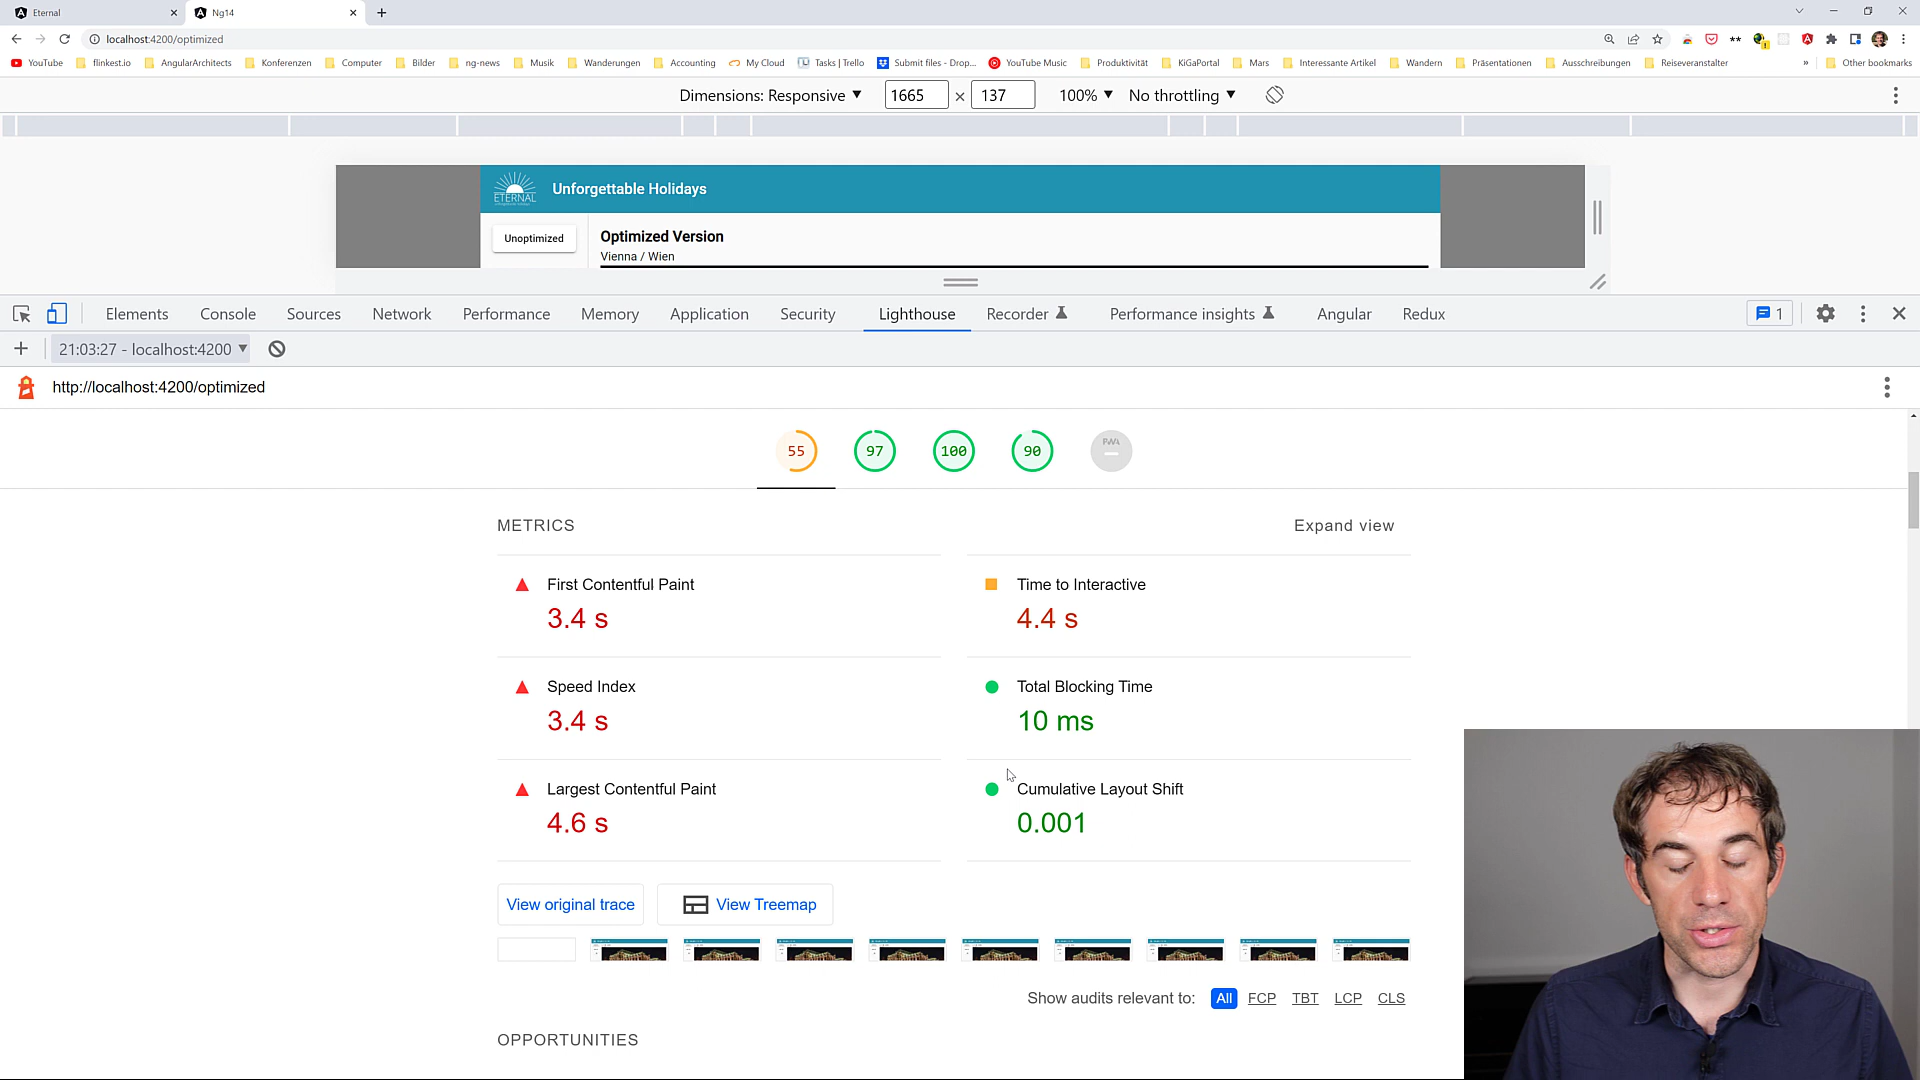 Eternal
Ng14
localhost:4200/optimized
YouTube
flinkest.io
AngularArchitects
Konferenzen
Computer
Bilder
ng-news
Musik
Wanderungen
Accounting
My Cloud
Tasks | Trello
Submit files - Drop...
YouTube Music
Produktivität
KiGaPortal
Mars
Interessante Artikel
Wandern
Präsentationen
Ausschreibungen
Reiseveranstalter
»
Other bookmarks
Dimensions: Responsive 1665 × 137 100% No throttling
ETERNAL
Unforgettable Holidays
Unoptimized
Optimized Version
Vienna / Wien
Elements Console Sources Network Performance Memory Application Security Lighthouse Recorder Performance insights Angular Redux 1
21:03:27 - localhost:4200
http://localhost:4200/optimized
55 97 100 90 PWA
METRICS
Expand view
First Contentful Paint
3.4 s
Time to Interactive
4.4 s
Speed Index
3.4 s
Total Blocking Time
10 ms
Largest Contentful Paint
4.6 s
Cumulative Layout Shift
0.001
View original trace
View Treemap
Show audits relevant to: All FCP TBT LCP CLS
OPPORTUNITIES